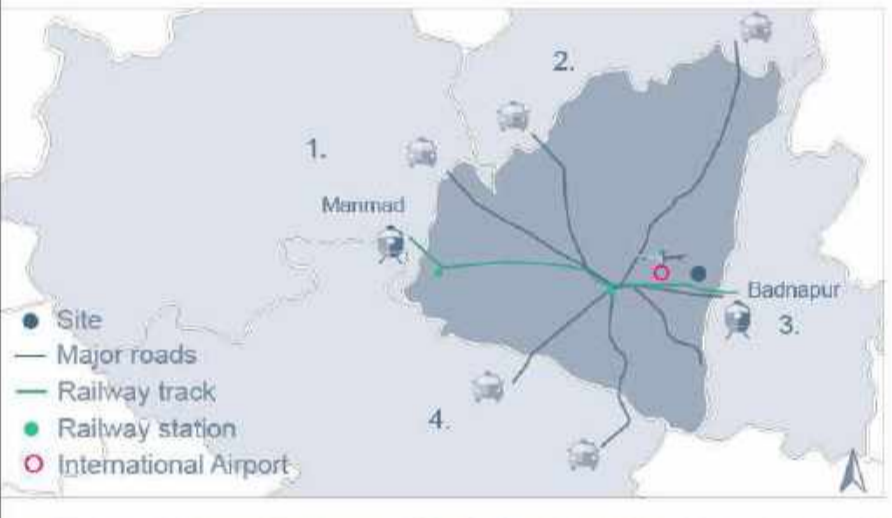 2.
1.
Manmad
Badnapur
3.
4.
Site
Major roads
Railway track
Railway station
International Airport